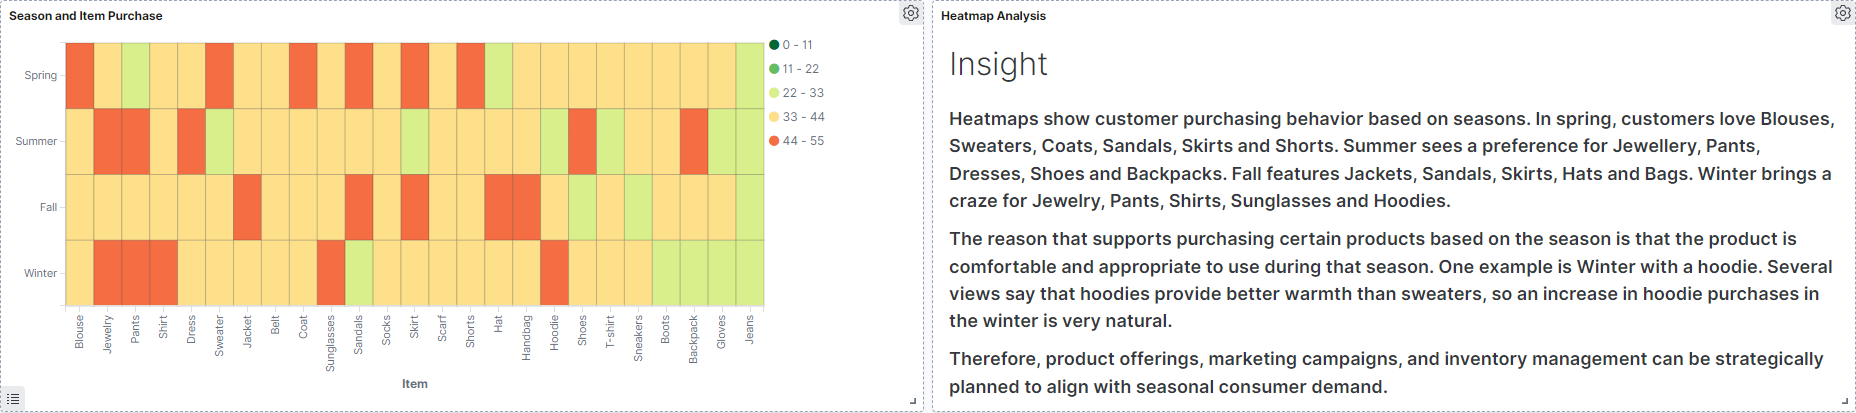 Season and Item Purchase
Spring
Summer
Fall
Winter
Blouse
Jewelry
Pants
Shirt
Dress
Sweater
Jacket
Belt
Coat
Sunglasses
Sandals
Socks
Skirt
Scarf
Shorts
Hat
Handbag
Hoodie
Shoes
T-shirt
Sneakers
Boots
Backpack
Gloves
Jeans
Item
0 - 11
11 - 22
22 - 33
33 - 44
44 - 55
Heatmap Analysis
Insight
Heatmaps show customer purchasing behavior based on seasons. In spring, customers love Blouses,
Sweaters, Coats, Sandals, Skirts and Shorts. Summer sees a preference for Jewellery, Pants,
Dresses, Shoes and Backpacks. Fall features Jackets, Sandals, Skirts, Hats and Bags. Winter brings a
craze for Jewelry, Pants, Shirts, Sunglasses and Hoodies.
The reason that supports purchasing certain products based on the season is that the product is
comfortable and appropriate to use during that season. One example is Winter with a hoodie. Several
views say that hoodies provide better warmth than sweaters, so an increase in hoodie purchases in
the winter is very natural.
Therefore, product offerings, marketing campaigns, and inventory management can be strategically
planned to align with seasonal consumer demand.